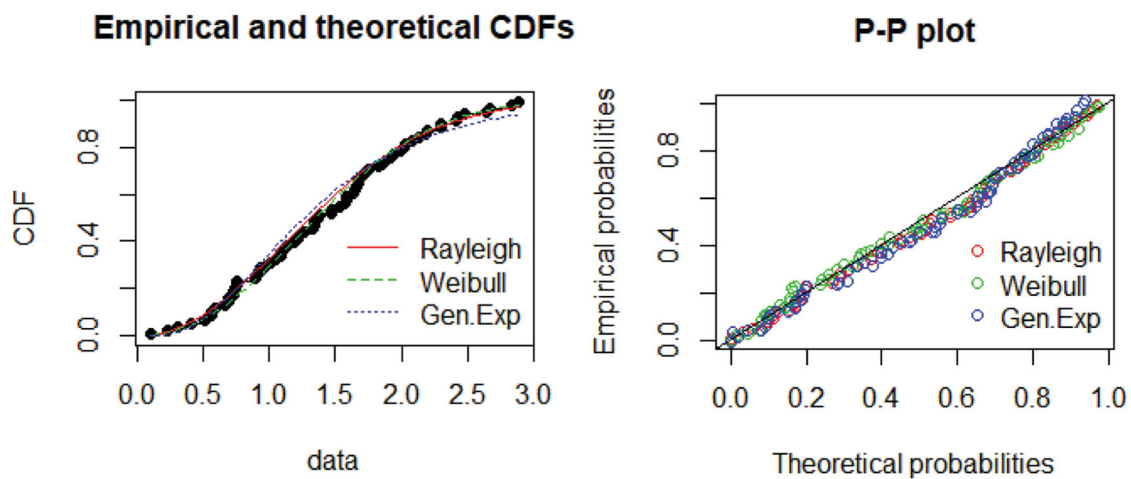 Empirical and theoretical CDFs
CDF
0.0 0.4 0.8
Rayleigh
Weibull
Gen.Exp
0.0 0.5 1.0 1.5 2.0 2.5 3.0
data
P-P plot
Empirical probabilities
0.0 0.4 0.8
Rayleigh
Weibull
Gen.Exp
0.0 0.2 0.4 0.6 0.8 1.0
Theoretical probabilities